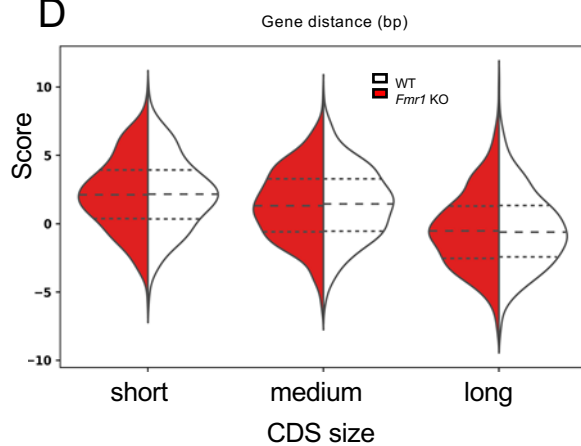 D
Gene distance (bp)
WT
Fmr1 KO
Score
10
5
0
−5
−10
short medium long
CDS size